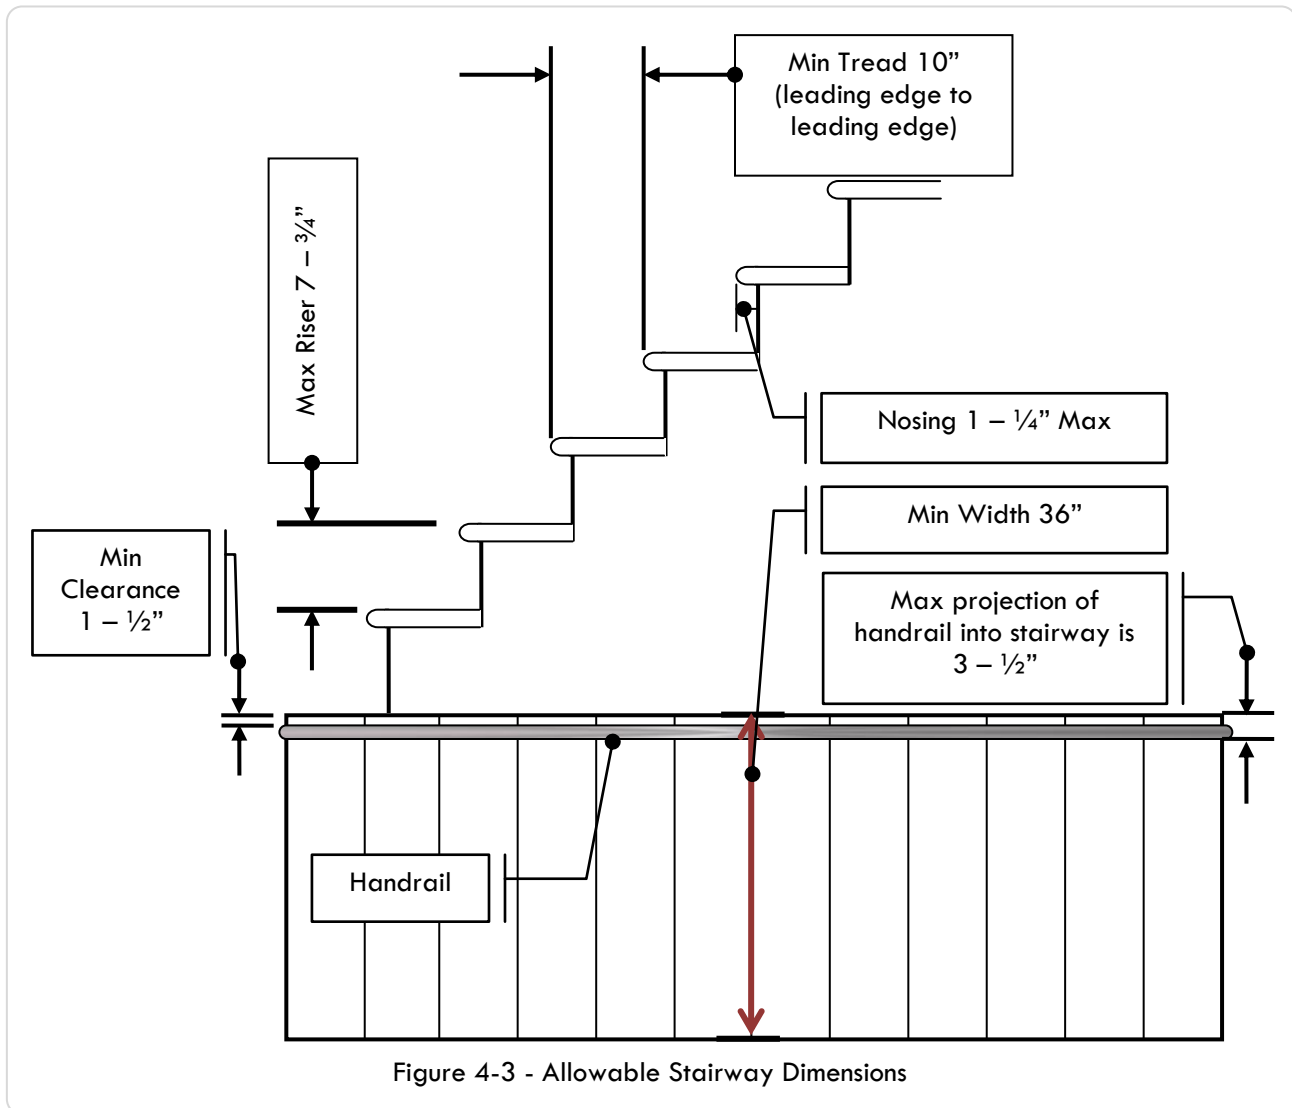 Min Tread 10”
(leading edge to
leading edge)
Max Riser 7 – ¾”
Nosing 1 – ¼” Max
Min Width 36”
Min
Clearance
1 – ½”
Max projection of
handrail into stairway is
3 – ½”
Handrail
Figure 4-3 - Allowable Stairway Dimensions